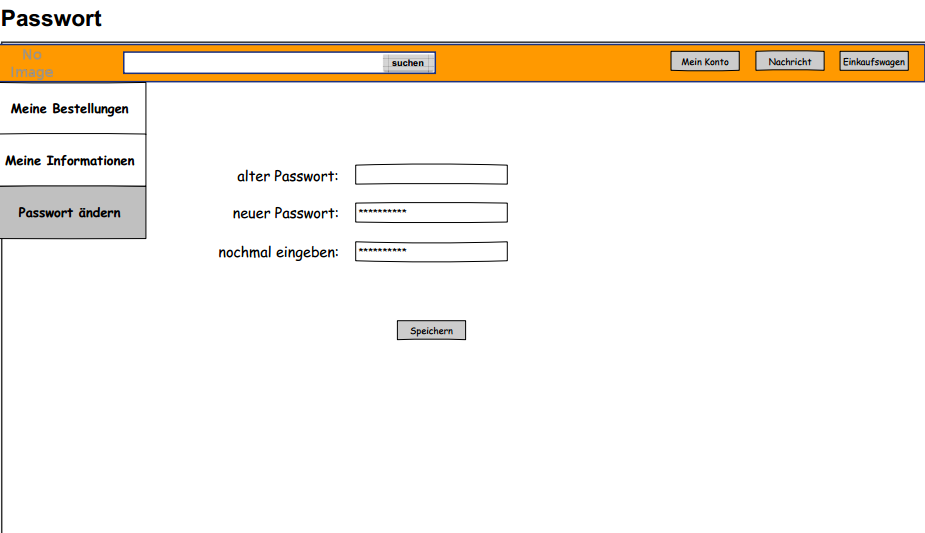 Passwort
No
Image
suchen
Mein Konto
Nachricht
Einkaufswagen
Meine Bestellungen
Meine Informationen
Passwort ändern
alter Passwort:
neuer Passwort: **********
nochmal eingeben: **********
Speichern